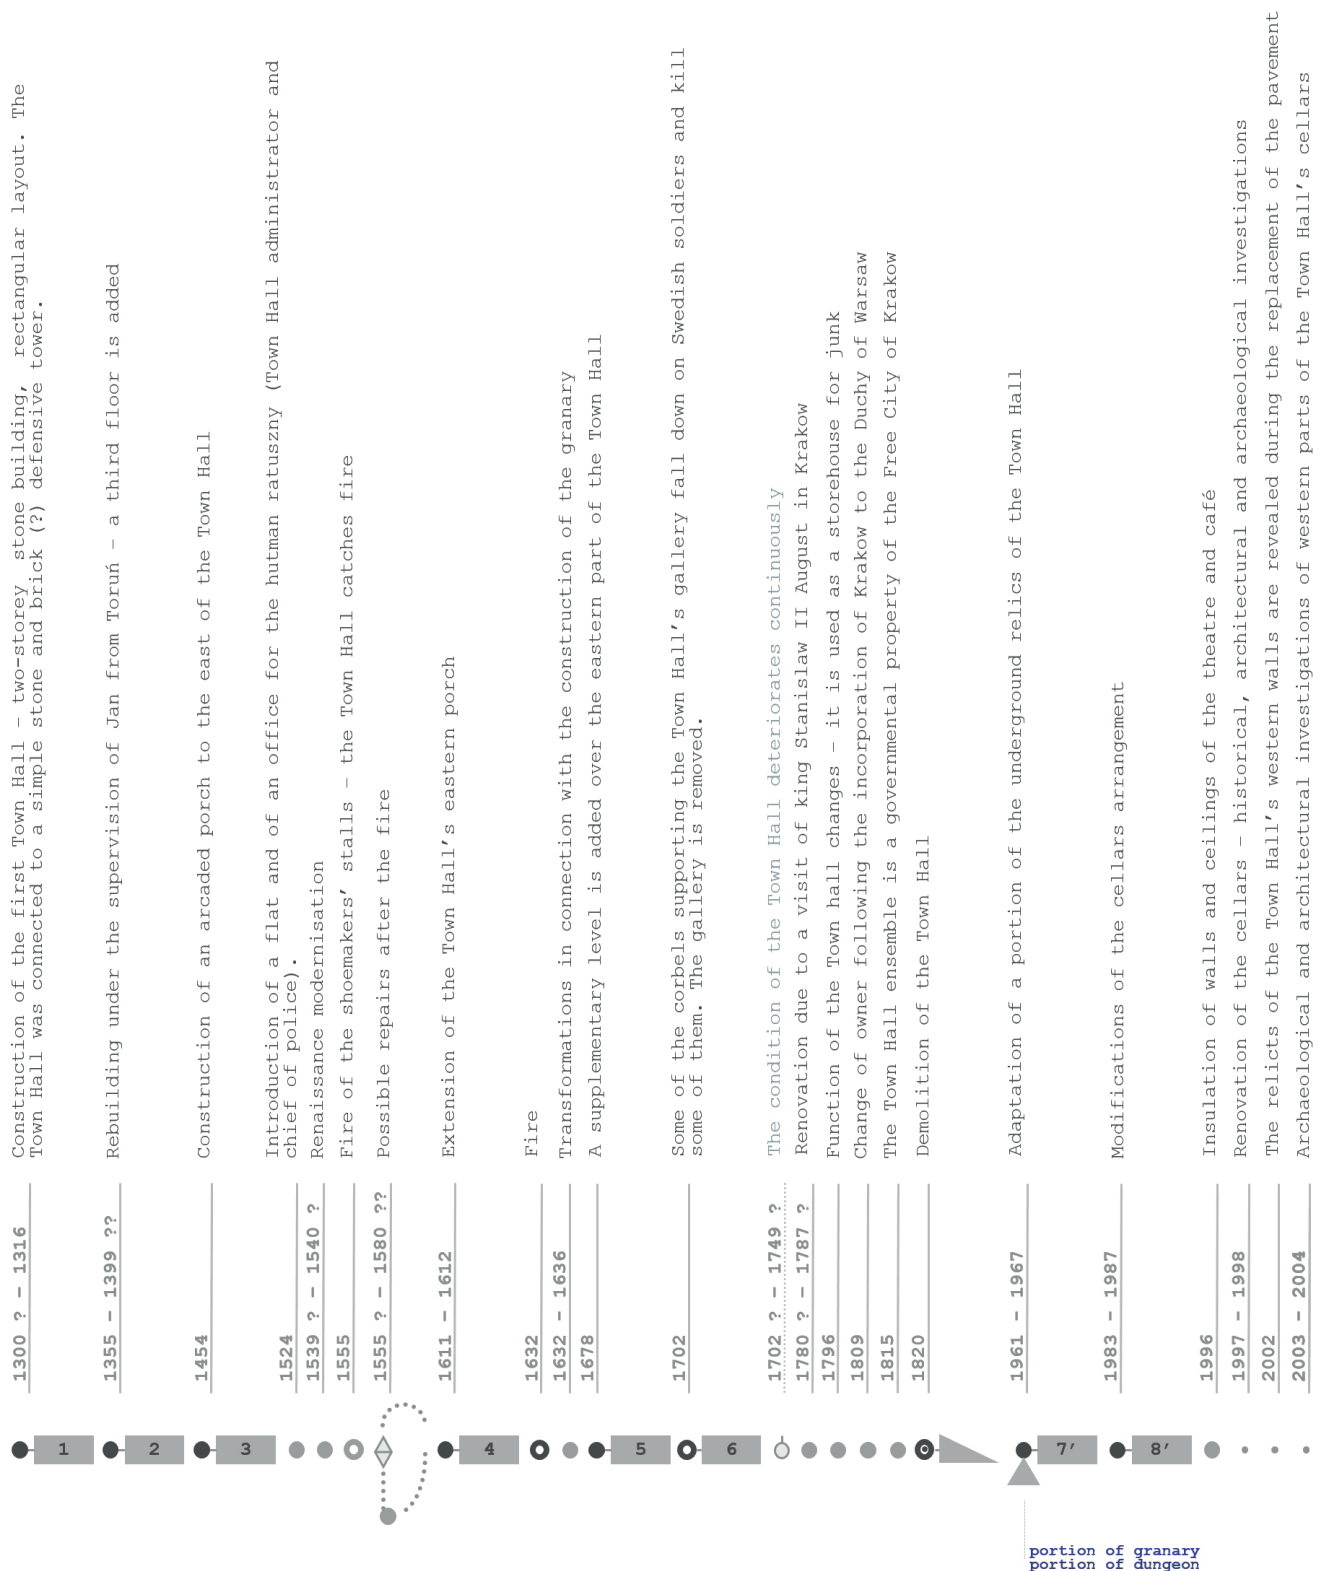 Construction of the first Town Hall – two-storey stone building, rectangular layout. The
Town Hall was connected to a simple stone and brick (?) defensive tower.
1300 ? – 1316
1
Rebuilding under the supervision of Jan from Toruń – a third floor is added
1355 – 1399 ??
2
Construction of an arcaded porch to the east of the Town Hall
1454
3
Introduction of a flat and of an office for the hutman ratuszny (Town Hall administrator and
chief of police).
1524
Renaissance modernisation
1539 ? – 1540 ?
Fire of the shoemakers’ stalls – the Town Hall catches fire
1555
Possible repairs after the fire
1555 ? – 1580 ??
Extension of the Town Hall’s eastern porch
1611 – 1612
4
Fire
1632
Transformations in connection with the construction of the granary
1632 – 1636
A supplementary level is added over the eastern part of the Town Hall
1678
5
Some of the corbels supporting the Town Hall’s gallery fall down on Swedish soldiers and kill
some of them. The gallery is removed.
1702
6
The condition of the Town Hall deteriorates continuously
1702 ? – 1749 ?
Renovation due to a visit of king Stanislaw II August in Krakow
1780 ? – 1787 ?
Function of the Town hall changes – it is used as a storehouse for junk
1796
Change of owner following the incorporation of Krakow to the Duchy of Warsaw
1809
The Town Hall ensemble is a governmental property of the Free City of Krakow
1815
Demolition of the Town Hall
1820
Adaptation of a portion of the underground relics of the Town Hall
1961 – 1967
7’
Modifications of the cellars arrangement
1983 – 1987
8’
Insulation of walls and ceilings of the theatre and café
1996
Renovation of the cellars – historical, architectural and archaeological investigations
1997 – 1998
The relicts of the Town Hall’s western walls are revealed during the replacement of the pavement
2002
Archaeological and architectural investigations of western parts of the Town Hall’s cellars
2003 – 2004
portion of granary
portion of dungeon